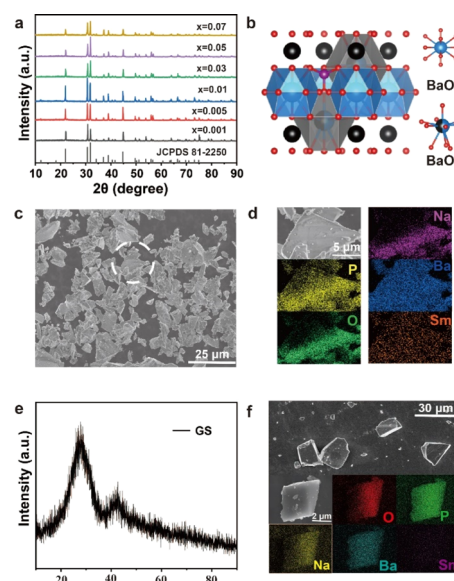 a
Intensity (a.u.)
x=0.07
x=0.05
x=0.03
x=0.01
x=0.005
x=0.001
JCPDS 81-2250
10 20 30 40 50 60 70 80 90
2θ (degree)
b
BaO
BaO
c
25 μm
d
5 μm
Na
P
Ba
O
Sm
e
Intensity (a.u.)
GS
20 40 60 80
f
30 μm
2 μm
O
P
Na
Ba